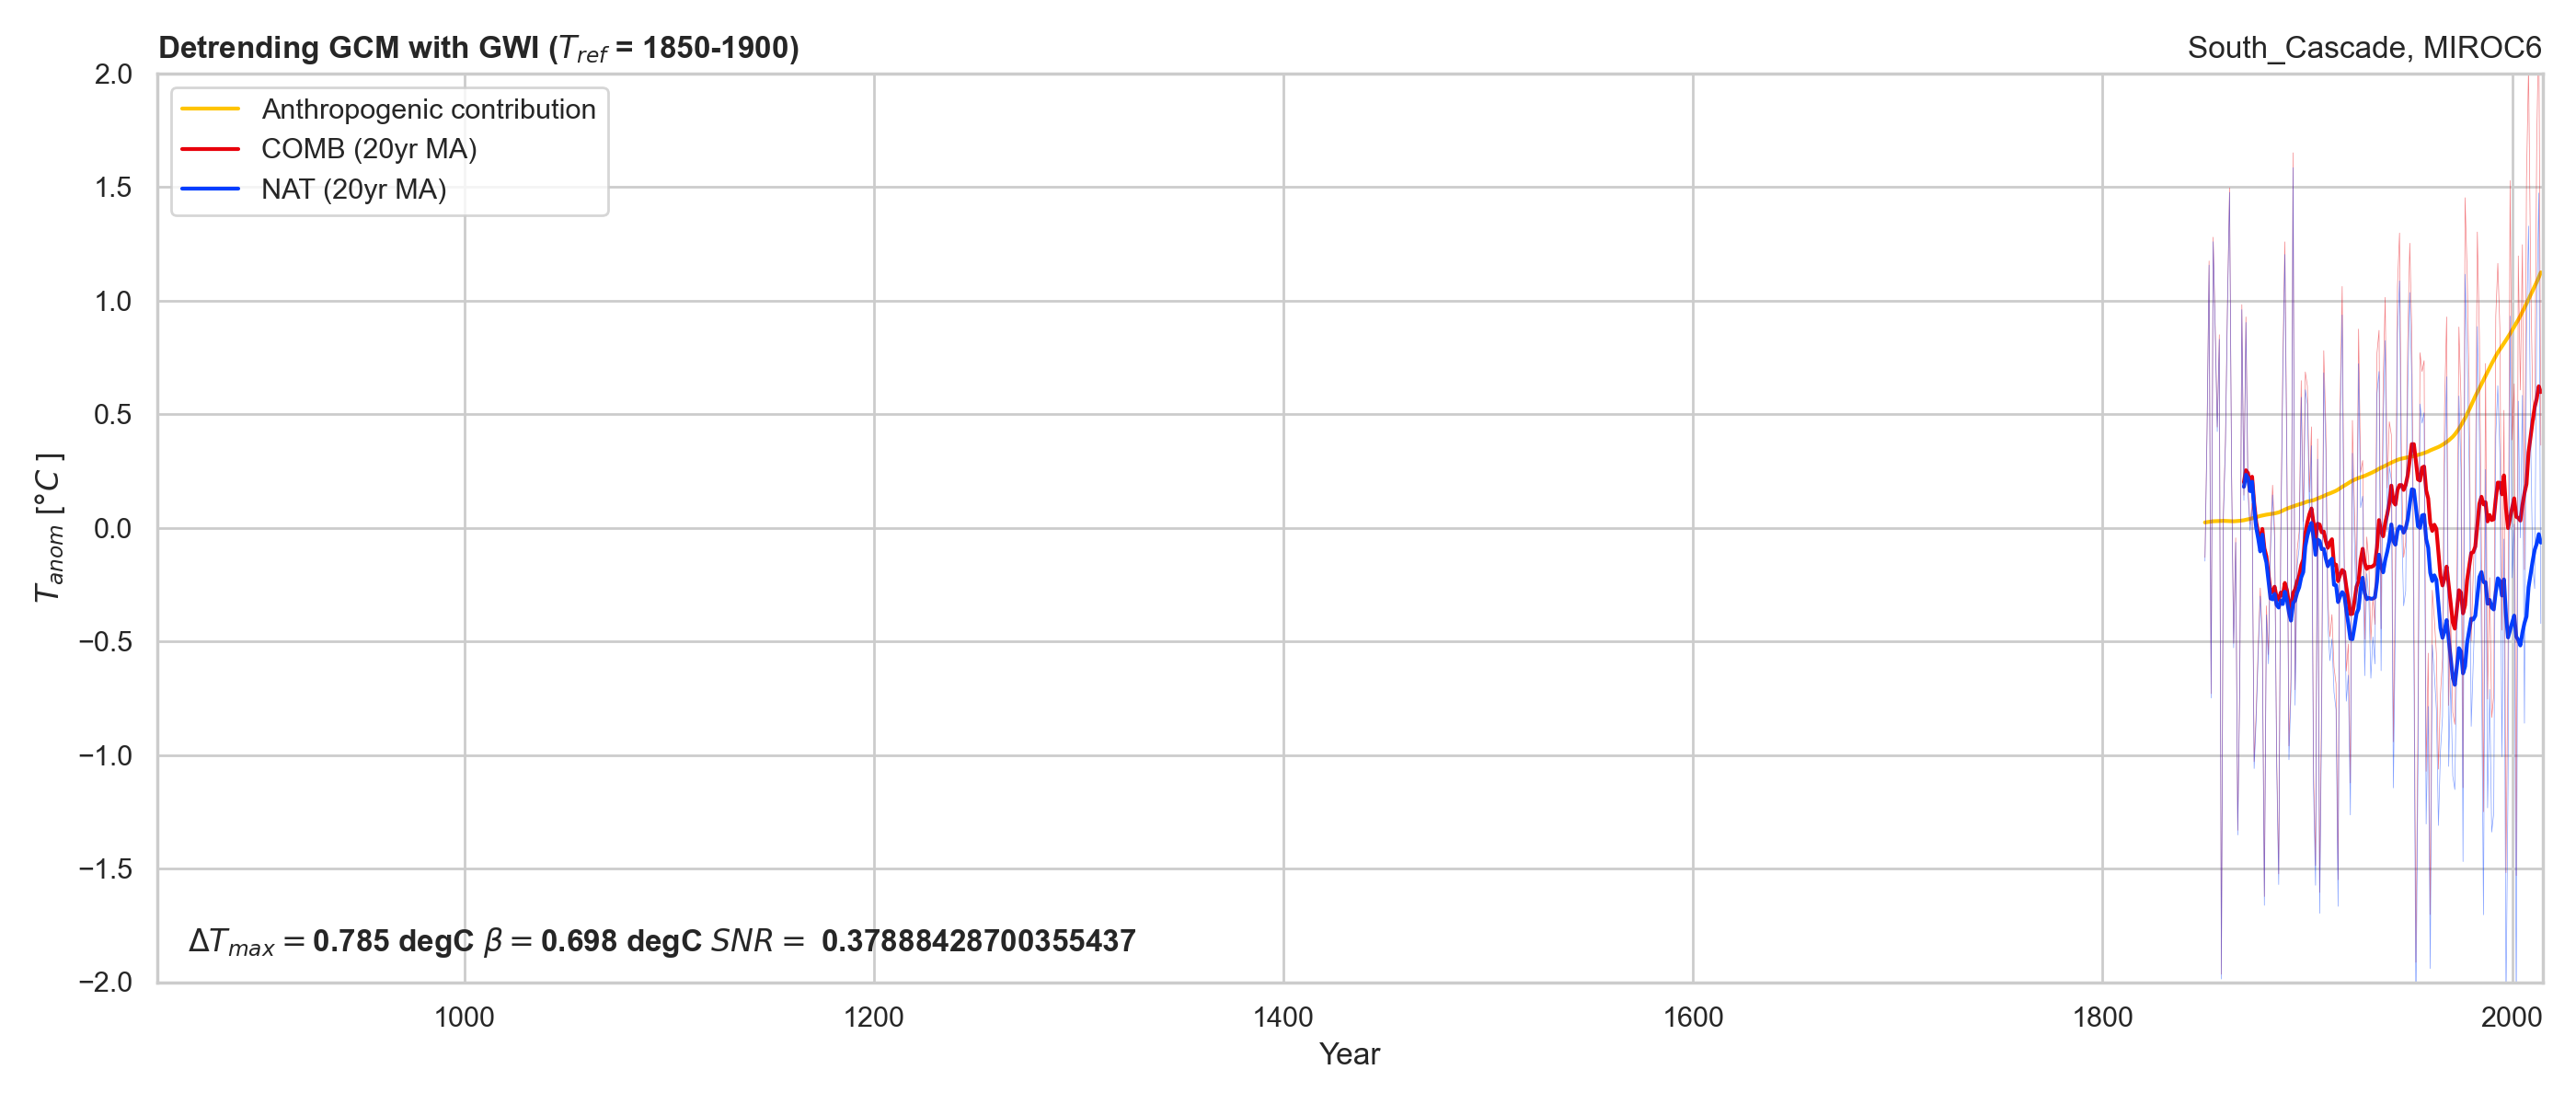 Detrending GCM with GWI (T_ref = 1850-1900)
South_Cascade, MIROC6
Anthropogenic contribution
COMB (20yr MA)
NAT (20yr MA)
2.0
1.5
1.0
0.5
0.0
−0.5
−1.0
−1.5
−2.0
T_anom [°C ]
ΔT_max = 0.785 degC β = 0.698 degC SNR = 0.37888428700355437
1000 1200 1400 1600 1800 2000
Year